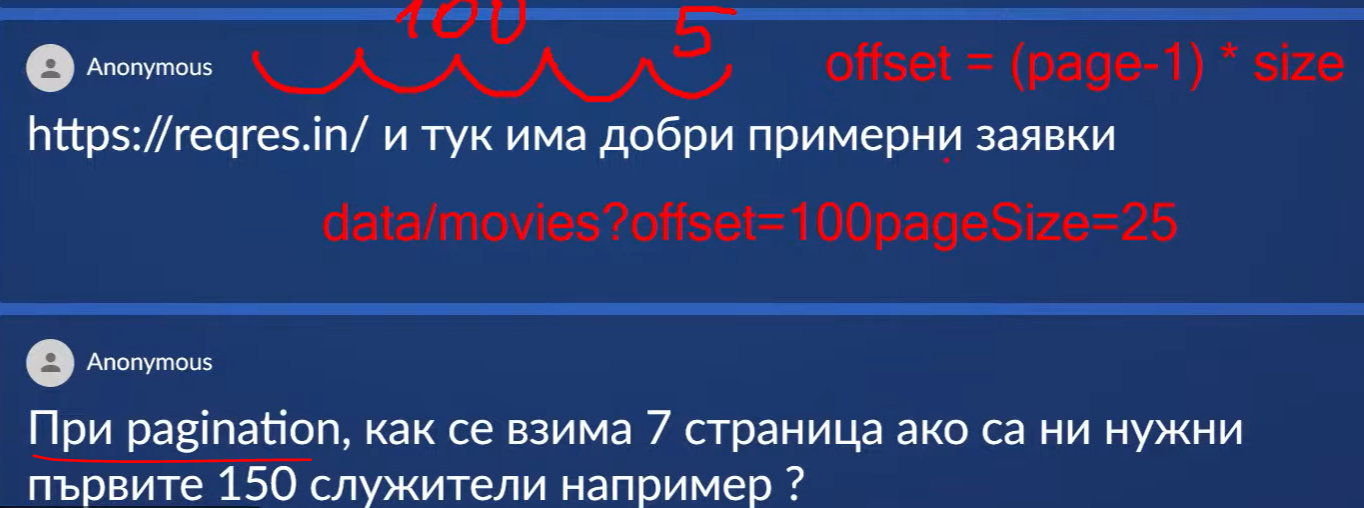 100
5
Anonymous
offset = (page-1) * size
https://reqres.in/ и тук има добри примерни заявки
data/movies?offset=100pageSize=25
Anonymous
При pagination, как се взима 7 страница ако са ни нужни
първите 150 служители например ?